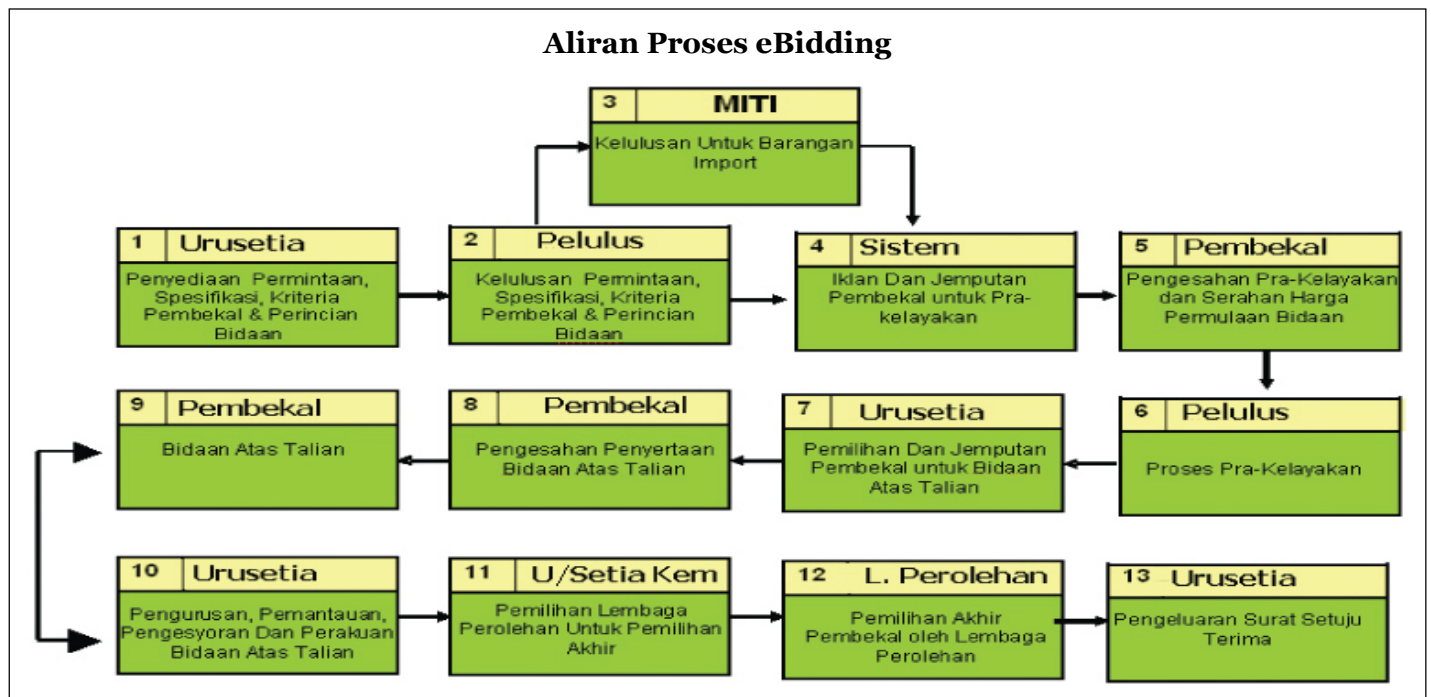 Aliran Proses eBidding
3 MITI
Kelulusan Untuk Barangan
Import
1 Urusetia
Penyediaan Permintaan,
Spesifikasi, Kriteria
Pembekal & Perincian
Bidaan
2 Pelulus
Kelulusan Permintaan,
Spesifikasi, Kriteria
Pembekal & Perincian
Bidaan
4 Sistem
Iklan Dan Jemputan
Pembekal untuk Pra-
kelayakan
5 Pembekal
Pengesahan Pra-Kelayakan
dan Serahan Harga
Permulaan Bidaan
6 Pelulus
Proses Pra-Kelayakan
7 Urusetia
Pemilihan Dan Jemputan
Pembekal untuk Bidaan
Atas Talian
8 Pembekal
Pengesahan Penyertaan
Bidaan Atas Talian
9 Pembekal
Bidaan Atas Talian
10 Urusetia
Pengurusan, Pemantauan,
Pengesyoran Dan Perakuan
Bidaan Atas Talian
11 U/Setia Kem
Pemilihan Lembaga
Perolehan Untuk Pemilihan
Akhir
12 L. Perolehan
Pemilihan Akhir
Pembekal oleh Lembaga
Perolehan
13 Urusetia
Pengeluaran Surat Setuju
Terima